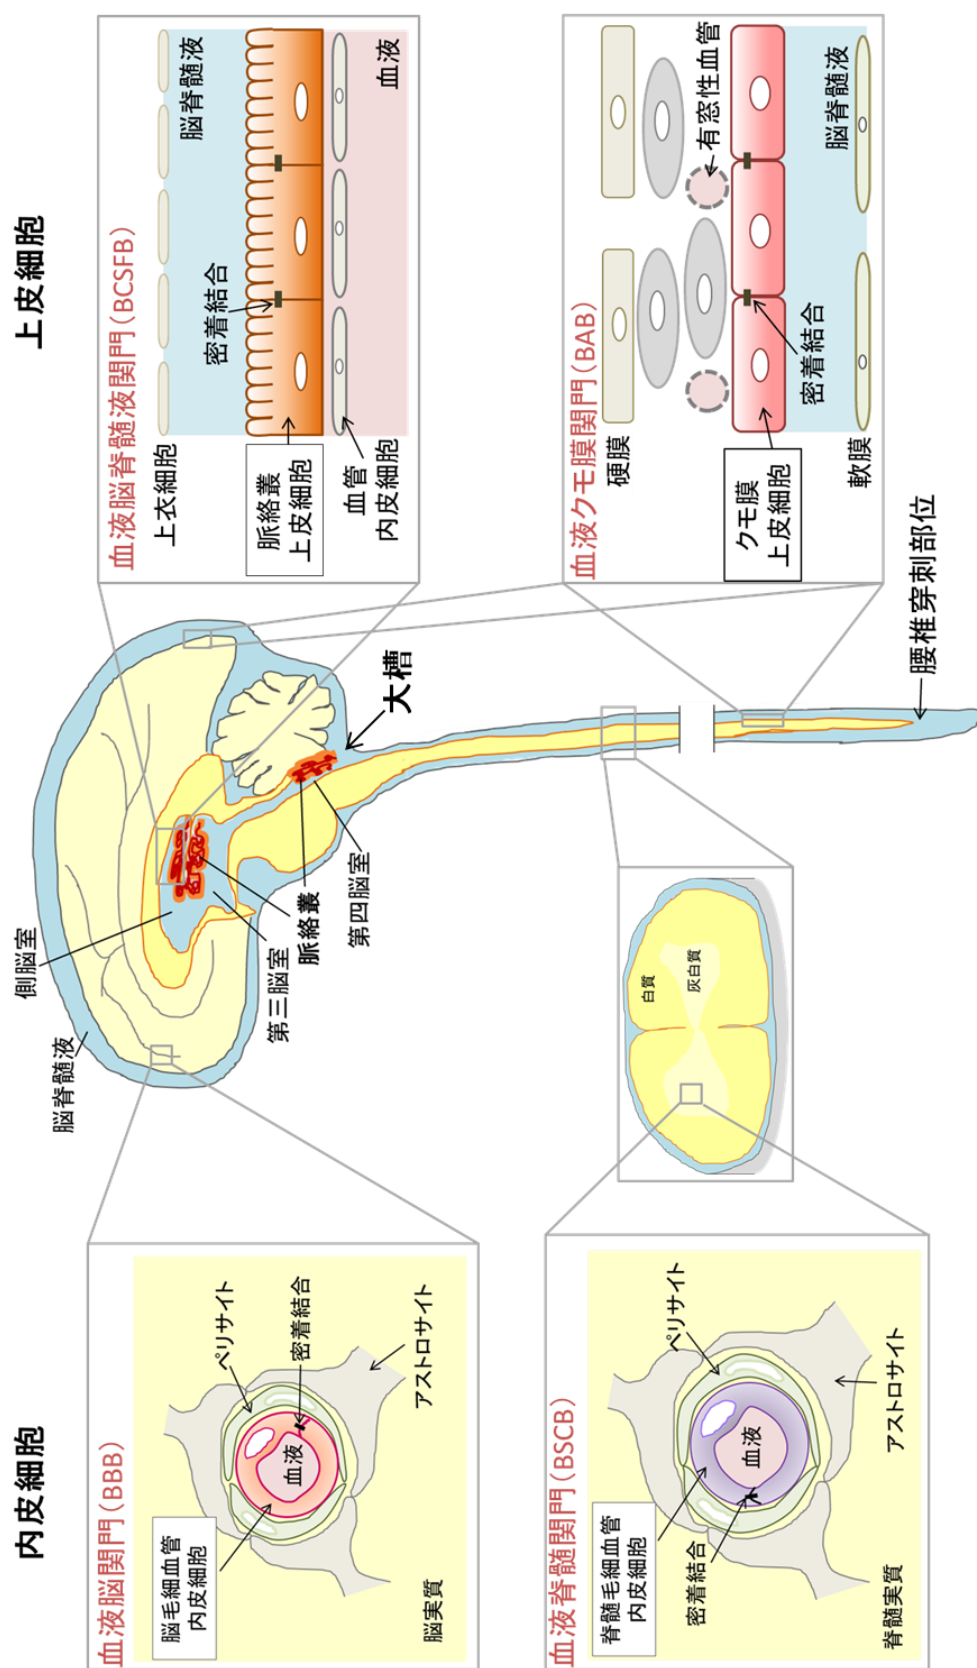 内皮細胞
上皮細胞
血液脳関門(BBB)
脳毛細血管
内皮細胞
ペリサイト
密着結合
血液
アストロサイト
脳実質
血液脊髄関門(BSCB)
脊髄毛細血管
内皮細胞
密着結合
ペリサイト
血液
アストロサイト
脊髄実質
脳脊髄液
側脳室
第三脳室
脈絡叢
第四脳室
大槽
白質
灰白質
腰椎穿刺部位
血液脳脊髄液関門(BCSFB)
上衣細胞
脳脊髄液
密着結合
脈絡叢
上皮細胞
血管
内皮細胞
血液
血液クモ膜関門(BAB)
硬膜
有窓性血管
クモ膜
上皮細胞
密着結合
脳脊髄液
軟膜